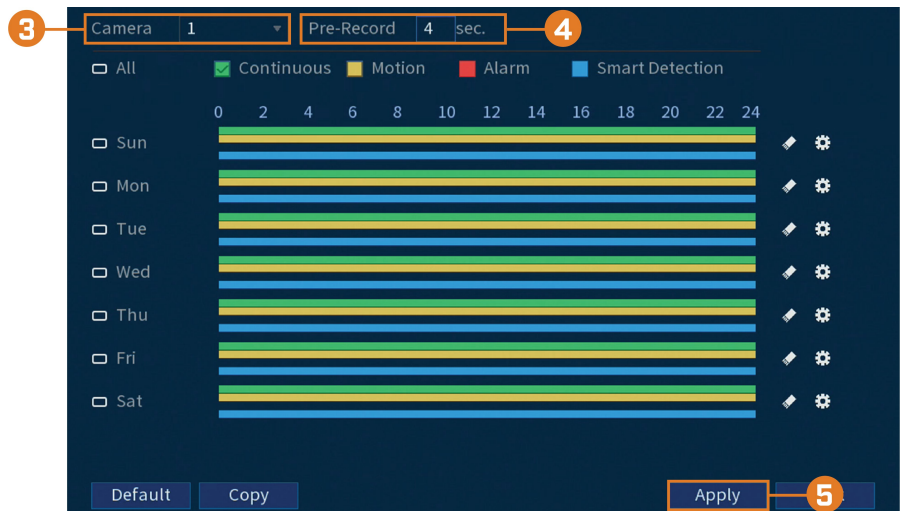 3 Camera 1 Pre-Record 4 sec. 4
All Continuous Motion Alarm Smart Detection
0 2 4 6 8 10 12 14 16 18 20 22 24
Sun
Mon
Tue
Wed
Thu
Fri
Sat
Default Copy Apply 5